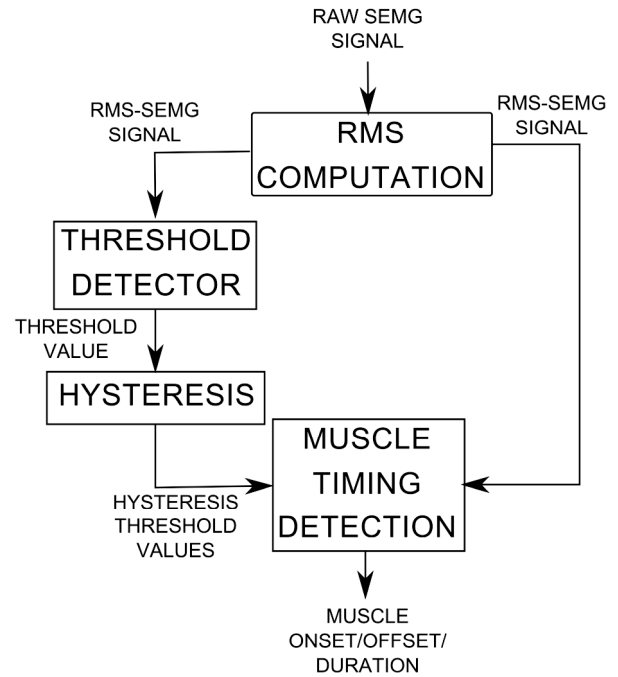 RAW SEMG
SIGNAL
RMS-SEMG
SIGNAL
RMS-SEMG
SIGNAL
RMS
COMPUTATION
THRESHOLD
DETECTOR
THRESHOLD
VALUE
HYSTERESIS
MUSCLE
TIMING
DETECTION
HYSTERESIS
THRESHOLD
VALUES
MUSCLE
ONSET/OFFSET/
DURATION